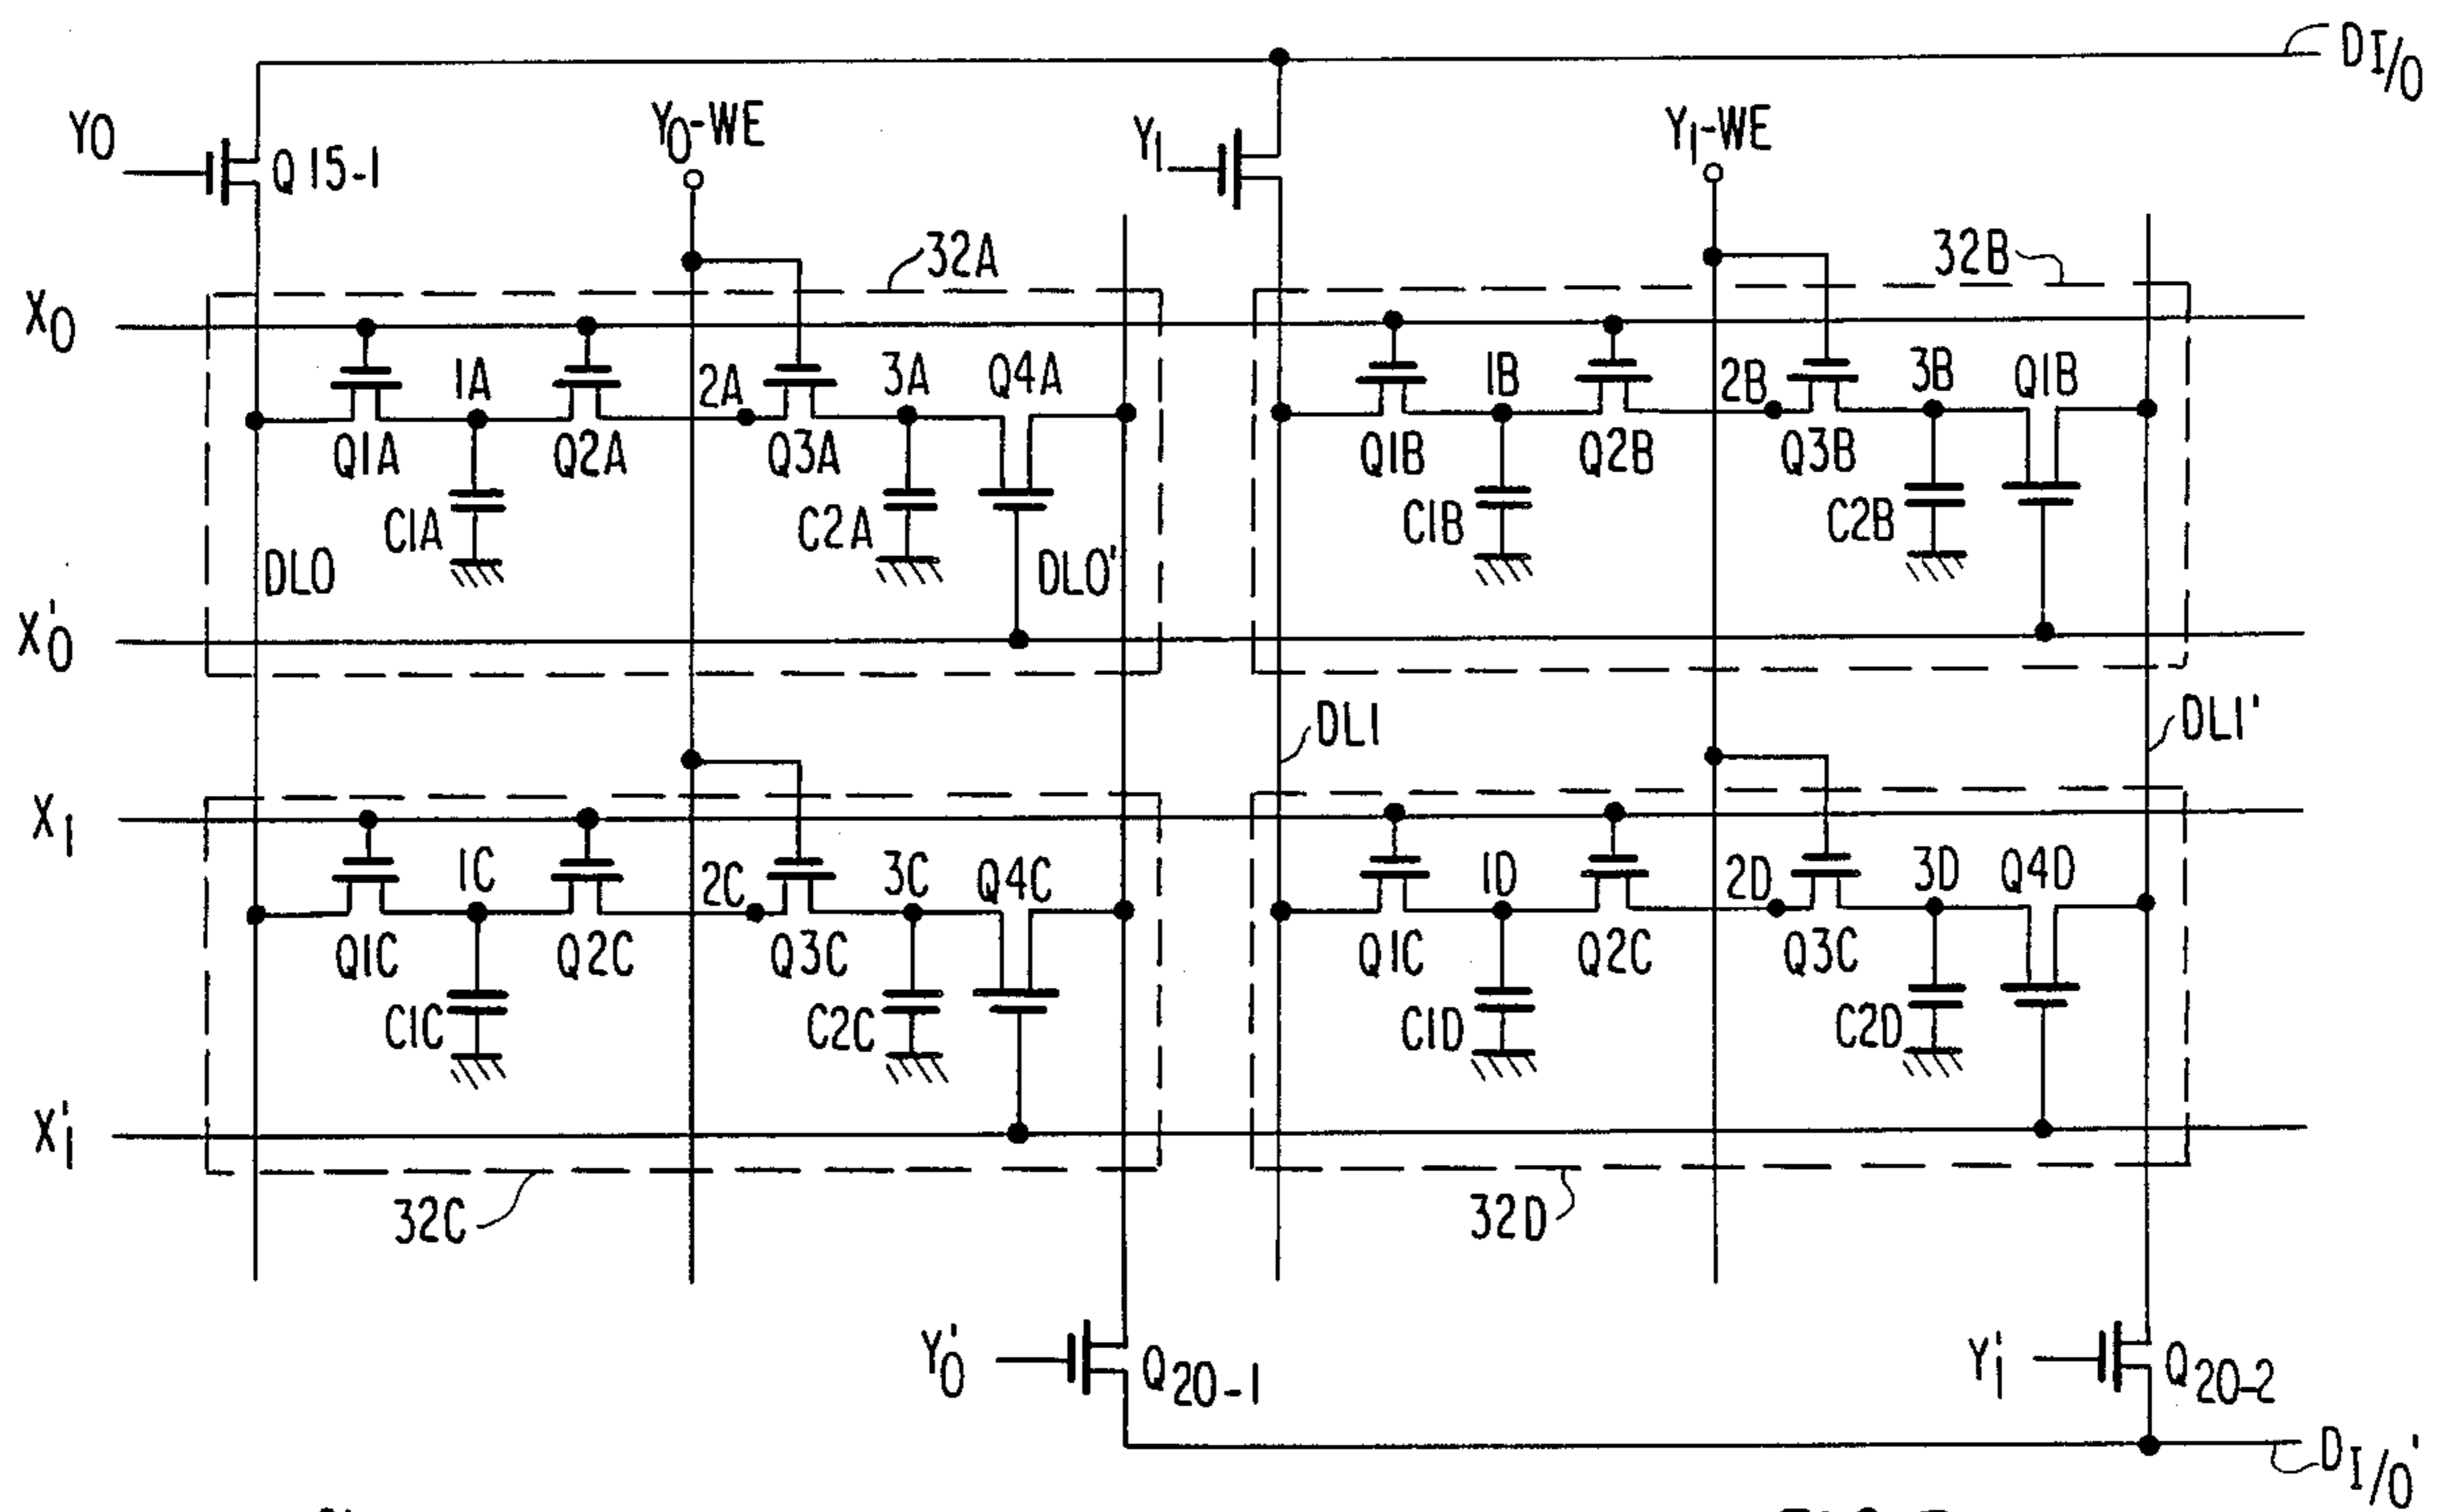 DI/O
Y0
Q15-1
Y0-WE
Y1
Y1-WE
32A
32B
X0
1A
2A
3A
Q4A
1B
2B
3B
Q1B
Q1A
Q2A
Q3A
Q1B
Q2B
Q3B
C1A
C2A
C1B
C2B
DL0
DL0'
X'0
DL1
DL1'
X1
1C
2C
3C
Q4C
1D
2D
3D
Q4D
Q1C
Q2C
Q3C
Q1C
Q2C
Q3C
C1C
C2C
C1D
C2D
X'1
32C
32D
Y'0
Q20-1
Y'1
Q20-2
DI/O'